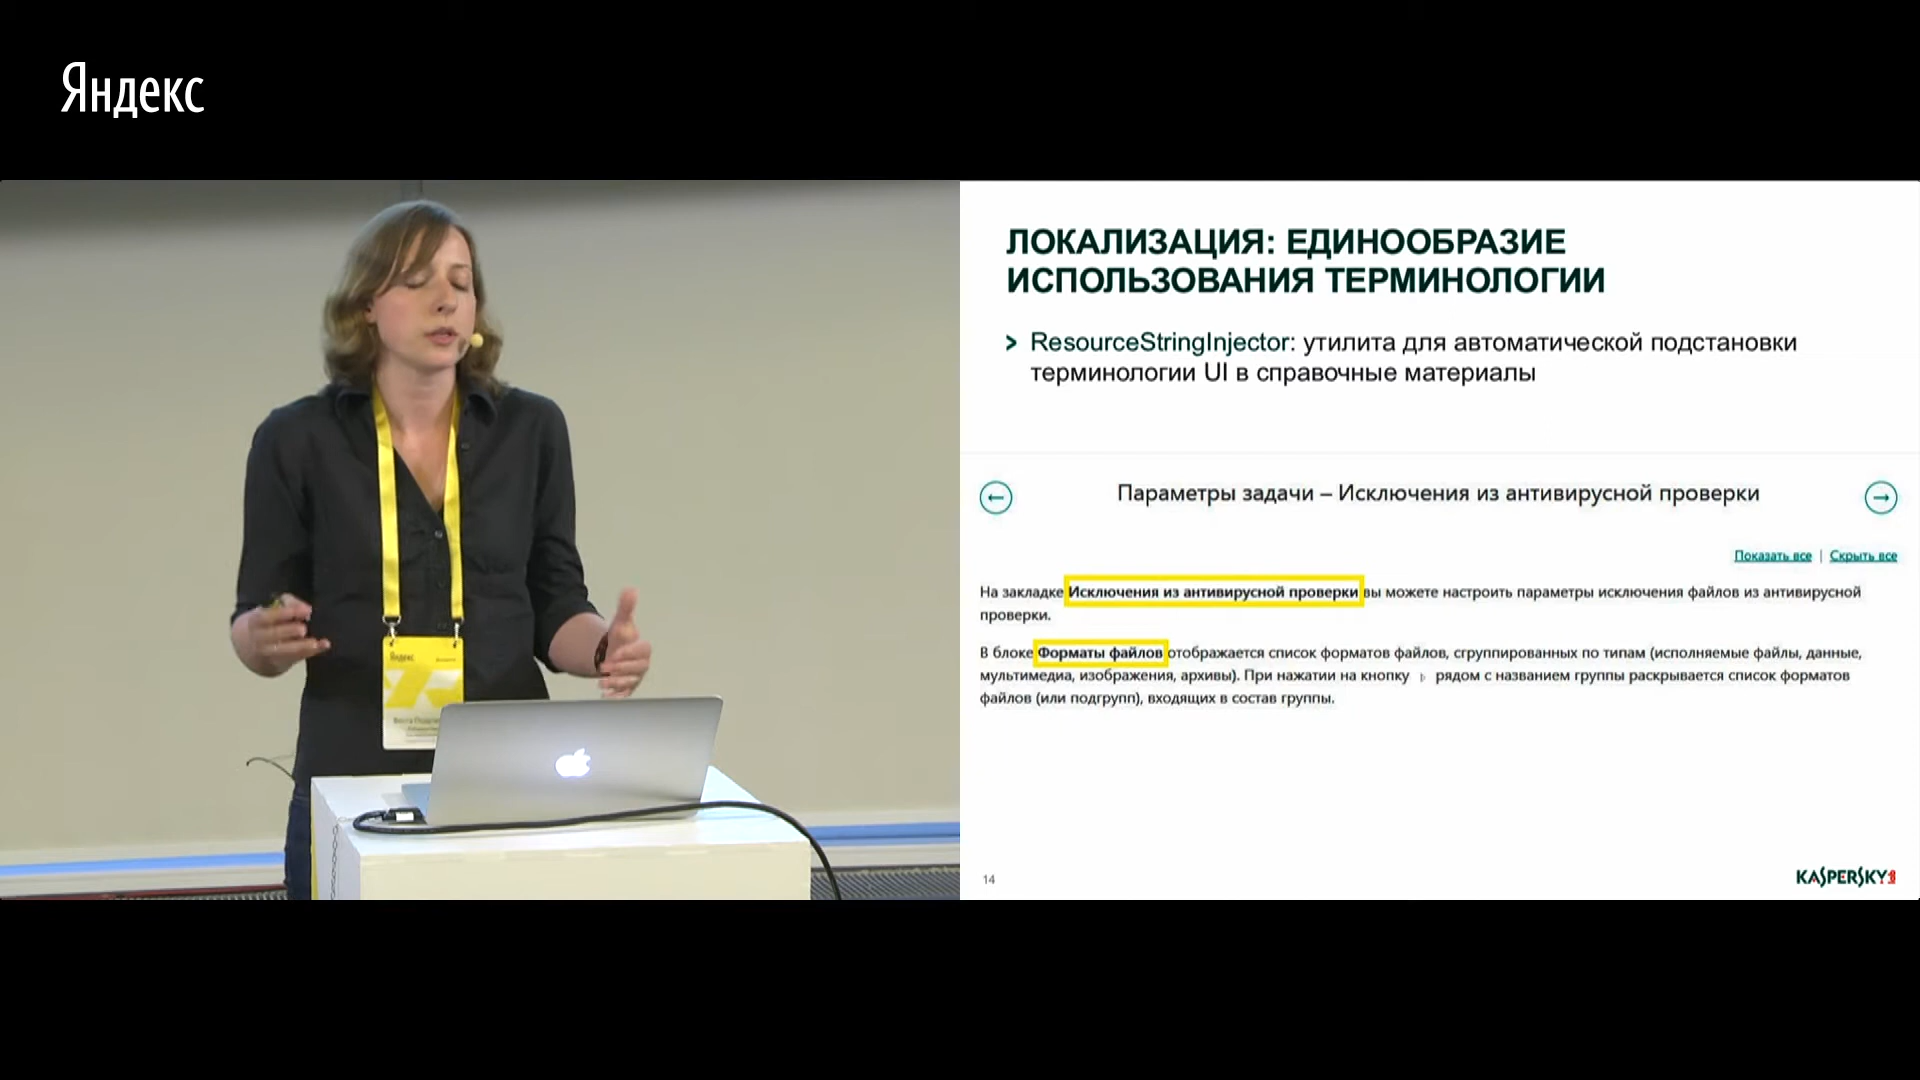 Яндекс
ЛОКАЛИЗАЦИЯ: ЕДИНООБРАЗИЕ
ИСПОЛЬЗОВАНИЯ ТЕРМИНОЛОГИИ
ResourceStringInjector: утилита для автоматической подстановки
терминологии UI в справочные материалы
Параметры задачи – Исключения из антивирусной проверки
Показать все | Скрыть все
На закладке Исключения из антивирусной проверки вы можете настроить параметры исключения файлов из антивирусной
проверки.
В блоке Форматы файлов отображается список форматов файлов, сгруппированных по типам (исполняемые файлы, данные,
мультимедиа, изображения, архивы). При нажатии на кнопку рядом с названием группы раскрывается список форматов
файлов (или подгрупп), входящих в состав группы.
14
KASPERSKY
Яндекс